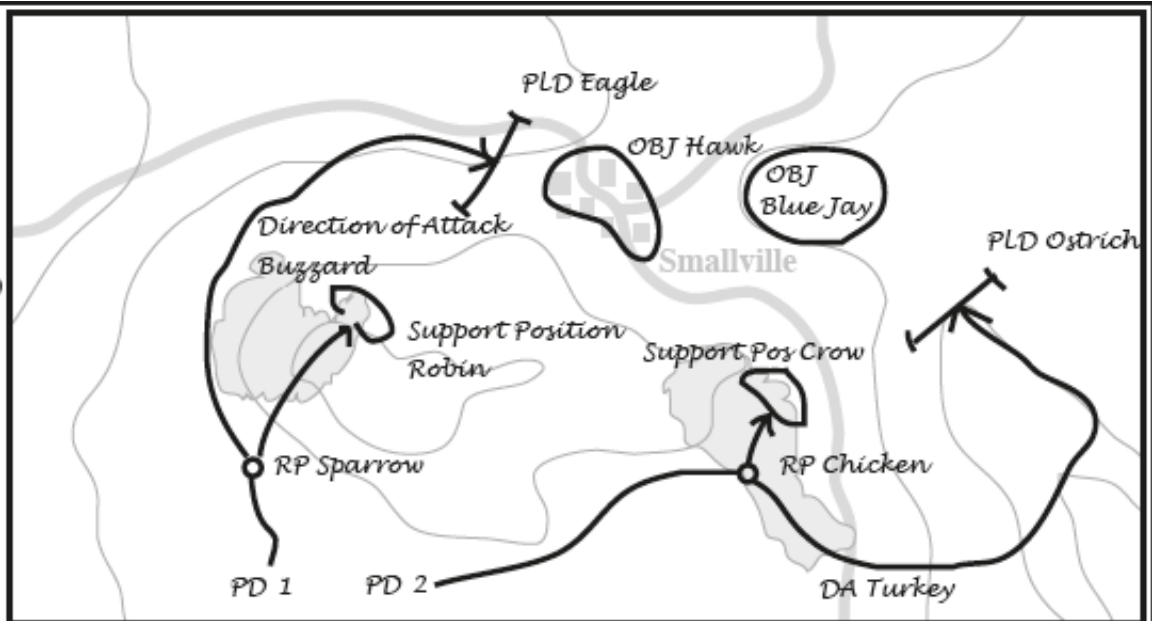 PLD Eagle
OBJ Hawk
OBJ
Blue Jay
Direction of Attack
Buzzard
PLD Ostrich
Smallville
Support Position
Robin
Support Pos Crow
RP Sparrow
RP Chicken
PD 1
PD 2
DA Turkey